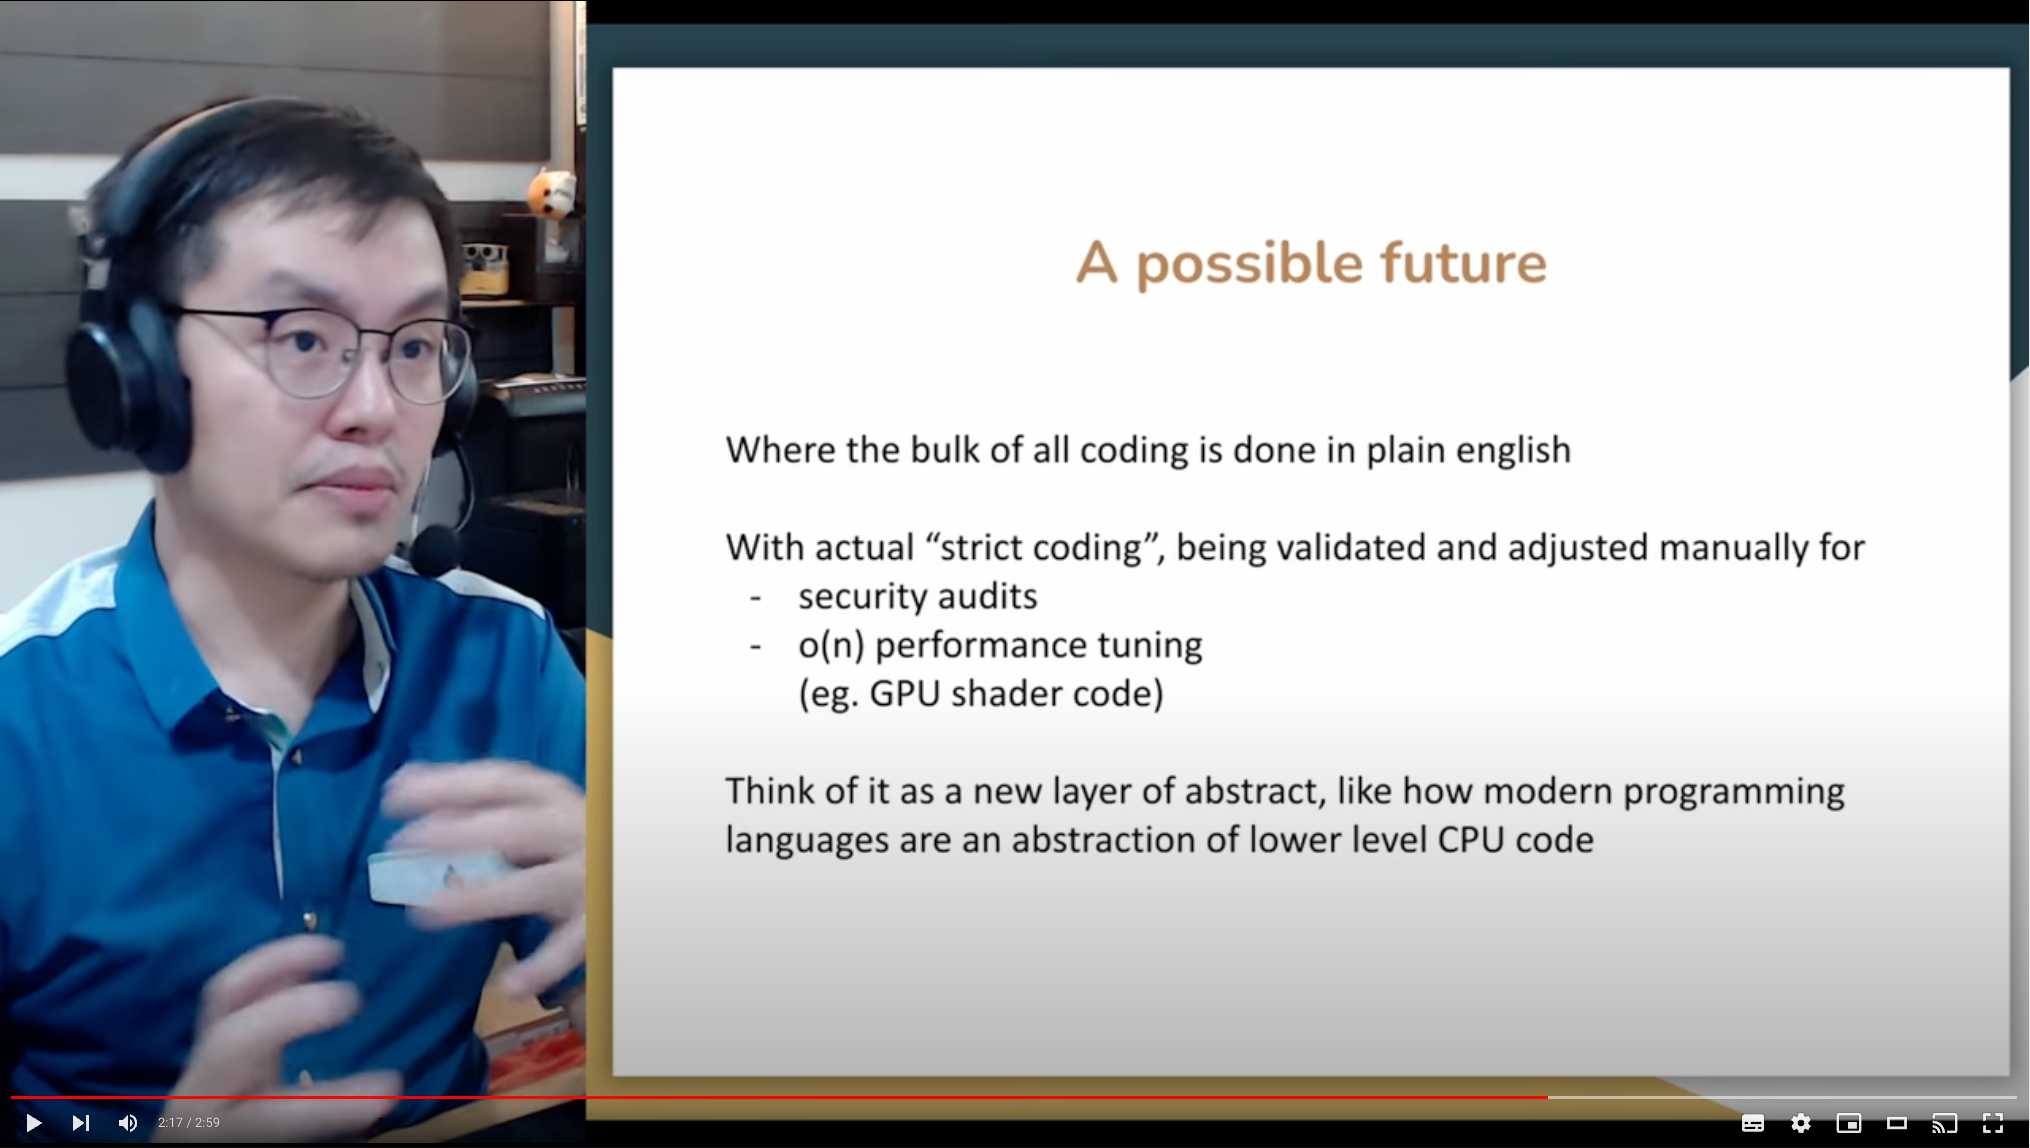 A possible future
Where the bulk of all coding is done in plain english
With actual “strict coding”, being validated and adjusted manually for
- security audits
- o(n) performance tuning
(eg. GPU shader code)
Think of it as a new layer of abstract, like how modern programming
languages are an abstraction of lower level CPU code
2:17 / 2:59